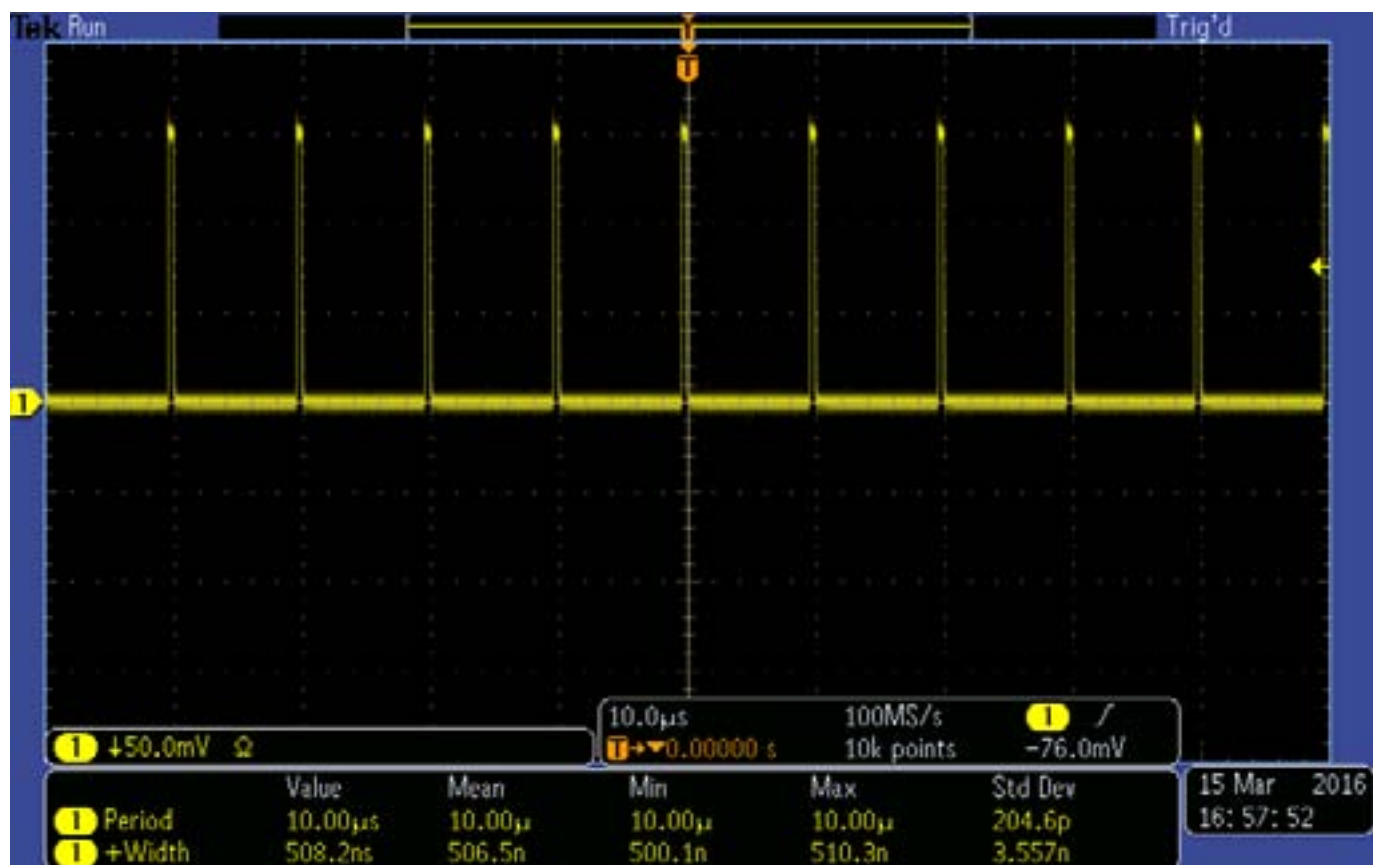 Tek Run Trig'd
T
T
1
1 ↓50.0mV Ω
10.0µs 100MS/s 1 ƒ
T→▼0.00000 s 10k points −76.0mV
Value Mean Min Max Std Dev
1 Period 10.00µs 10.00µ 10.00µ 10.00µ 204.6p
1 +Width 508.2ns 506.5n 500.1n 510.3n 3.557n
15 Mar 2016
16:57:52